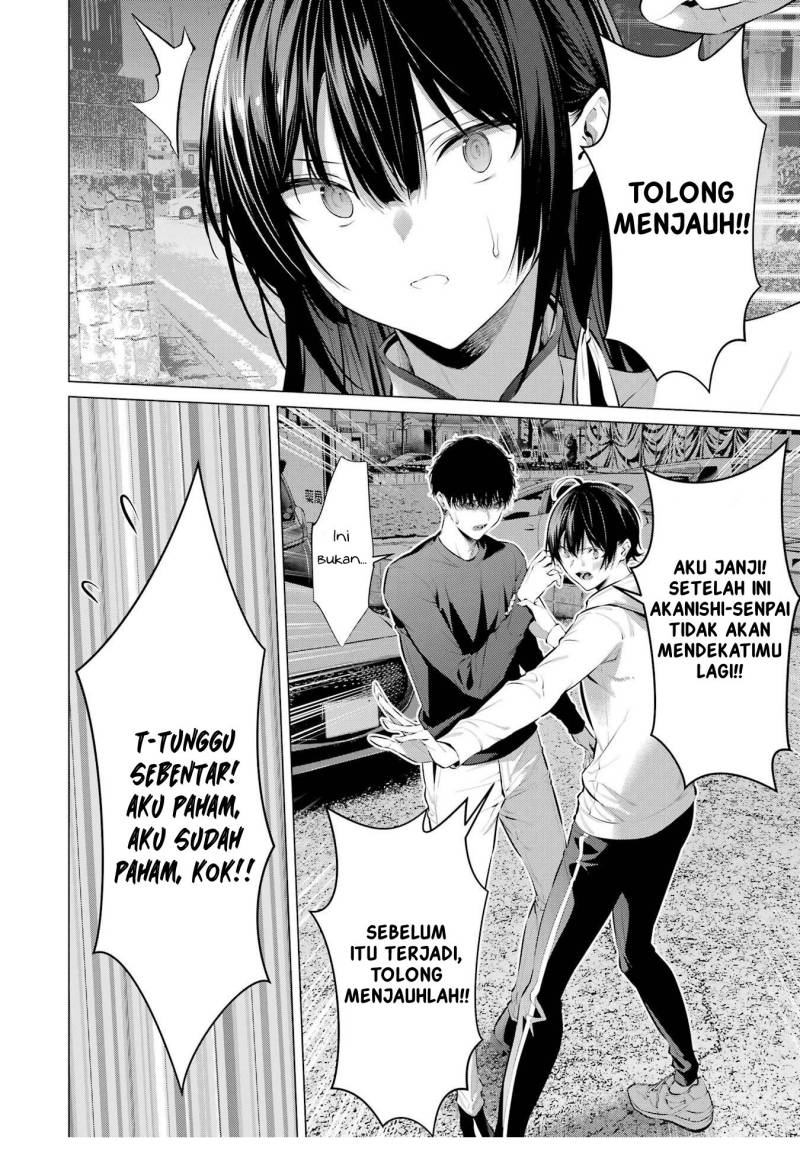 TOLONG
MENJAUH!!
AKU JANJI!
SETELAH INI
AKANISHI-SENPAI
TIDAK AKAN
MENDEKATIMU
LAGI!!
Ini
bukan...
SEBELUM
ITU TERJADI,
TOLONG
MENJAUHLAH!!
T-TUNGGU
SEBENTAR!
AKU PAHAM,
AKU SUDAH
PAHAM, KOK!!